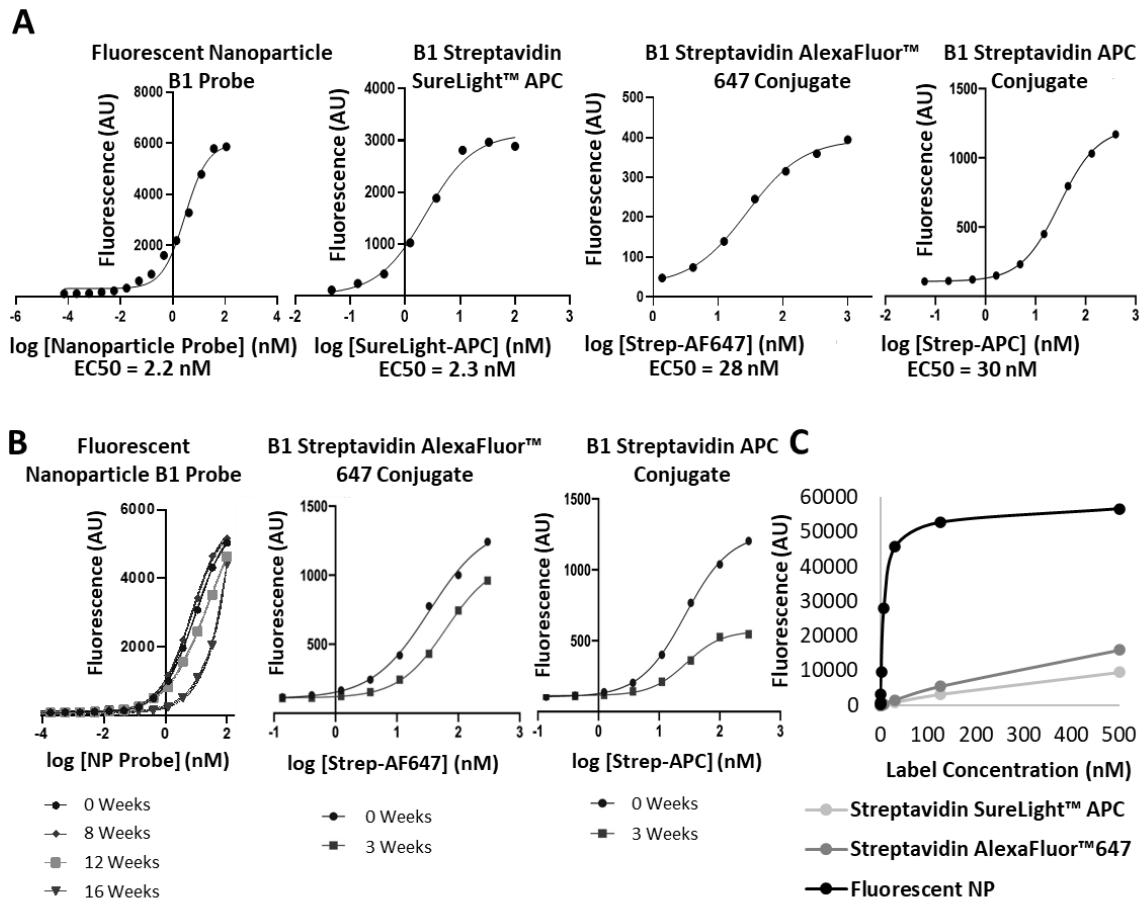 A
Fluorescent Nanoparticle
B1 Probe
B1 Streptavidin
SureLight™ APC
B1 Streptavidin AlexaFluor™
647 Conjugate
B1 Streptavidin APC
Conjugate
Fluorescence (AU)
8000
6000
4000
2000
-6
-4
-2
0
2
4
log [Nanoparticle Probe] (nM)
EC50 = 2.2 nM
Fluorescence (AU)
4000
3000
2000
1000
-2
-1
0
1
2
3
log [SureLight-APC] (nM)
EC50 = 2.3 nM
Fluorescence (AU)
500
400
300
200
100
0
0
1
2
3
log [Strep-AF647] (nM)
EC50 = 28 nM
Fluorescence (AU)
1500
1000
500
-2
-1
0
1
2
3
log [Strep-APC] (nM)
EC50 = 30 nM
B
Fluorescent
Nanoparticle B1 Probe
Fluorescence (AU)
6000
4000
2000
-4
-2
0
2
log [NP Probe] (nM)
0 Weeks
8 Weeks
12 Weeks
16 Weeks
B1 Streptavidin AlexaFluor™
647 Conjugate
Fluorescence (AU)
1500
1000
500
-1
0
1
2
3
log [Strep-AF647] (nM)
0 Weeks
3 Weeks
B1 Streptavidin APC
Conjugate
Fluorescence (AU)
1500
1000
500
-1
0
1
2
3
log [Strep-APC] (nM)
0 Weeks
3 Weeks
C
Fluorescence (AU)
60000
50000
40000
30000
20000
10000
0
0
100
200
300
400
500
Label Concentration (nM)
Streptavidin SureLight™ APC
Streptavidin AlexaFluor™647
Fluorescent NP